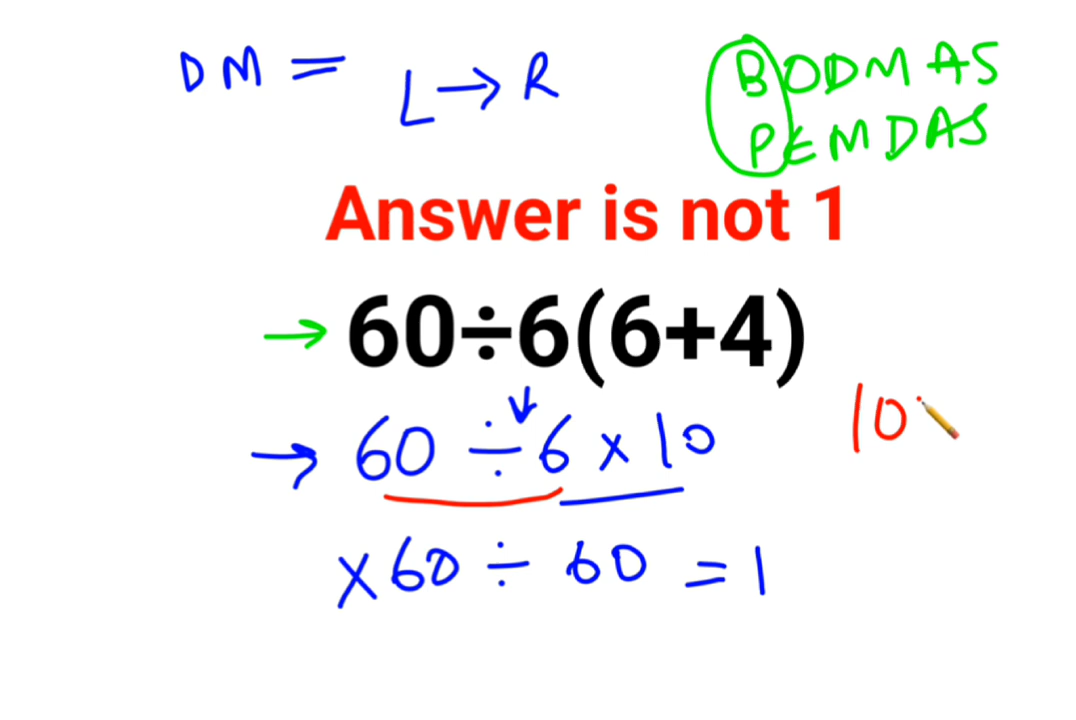 DM = L → R
BODMAS
PEMDAS
Answer is not 1
→ 60÷6(6+4)
→ 60 ÷ 6 × 10
10
× 60 ÷ 60 = 1